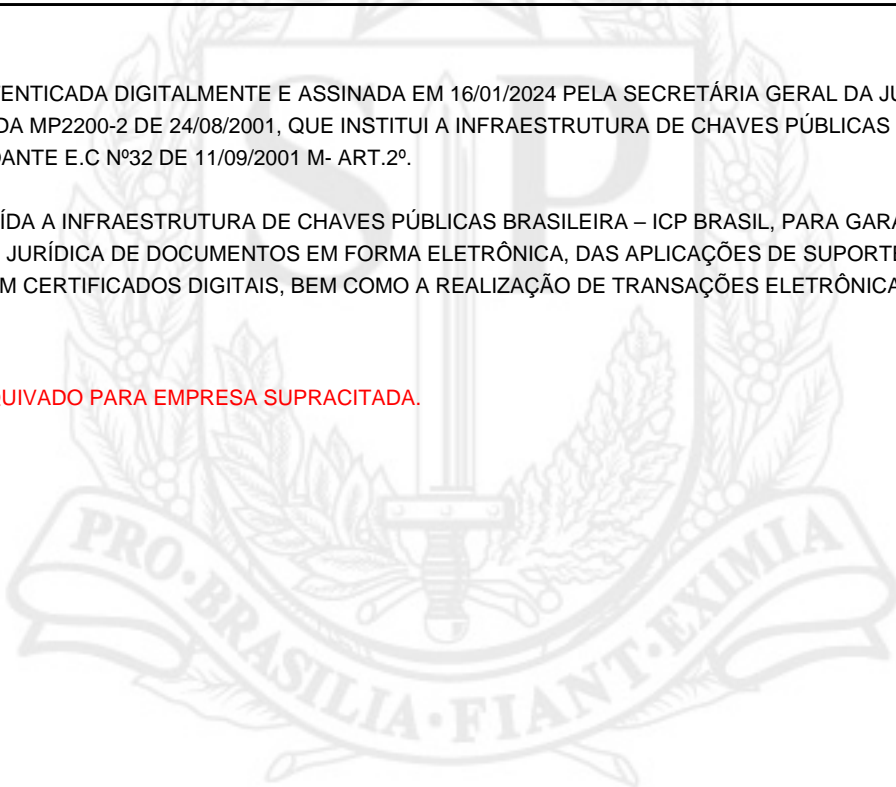 ENTICADA DIGITALMENTE E ASSINADA EM 16/01/2024 PELA SECRETÁRIA GERAL DA JU
DA MP2200-2 DE 24/08/2001, QUE INSTITUI A INFRAESTRUTURA DE CHAVES PÚBLICAS
DANTE E.C Nº32 DE 11/09/2001 M- ART.2º.
ÍDA A INFRAESTRUTURA DE CHAVES PÚBLICAS BRASILEIRA – ICP BRASIL, PARA GARA
JURÍDICA DE DOCUMENTOS EM FORMA ELETRÔNICA, DAS APLICAÇÕES DE SUPORTE
M CERTIFICADOS DIGITAIS, BEM COMO A REALIZAÇÃO DE TRANSAÇÕES ELETRÔNICA
UIVADO PARA EMPRESA SUPRACITADA.
SP
PRO·BRASILIA·FIANT·EXIMIA